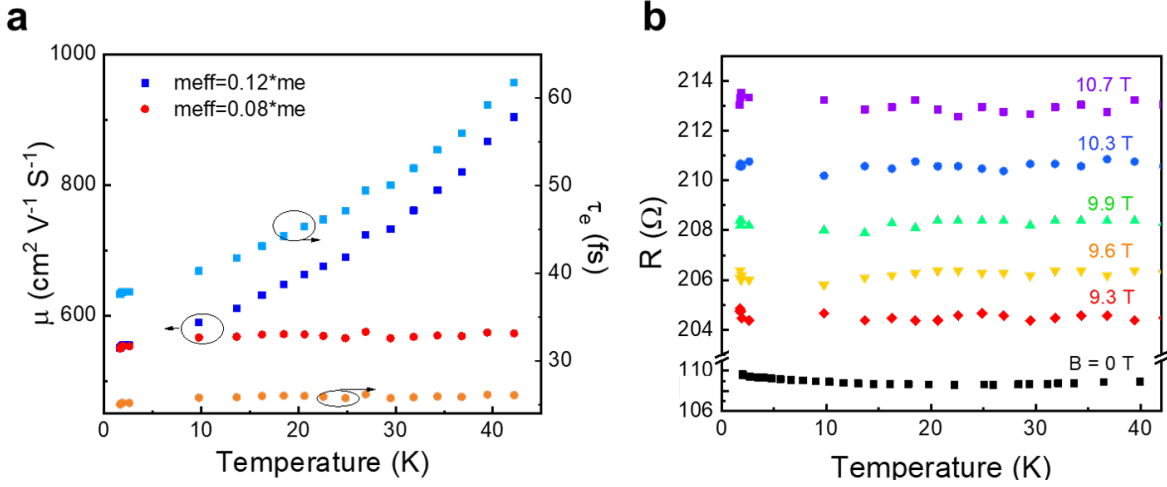 a
1000
800
600
μ (cm² V⁻¹ S⁻¹)
meff=0.12*me
meff=0.08*me
60
50
40
30
τe (fs)
0
10
20
30
40
Temperature (K)
b
214
212
210
208
206
204
109
106
R (Ω)
10.7 T
10.3 T
9.9 T
9.6 T
9.3 T
B = 0 T
0
10
20
30
40
Temperature (K)